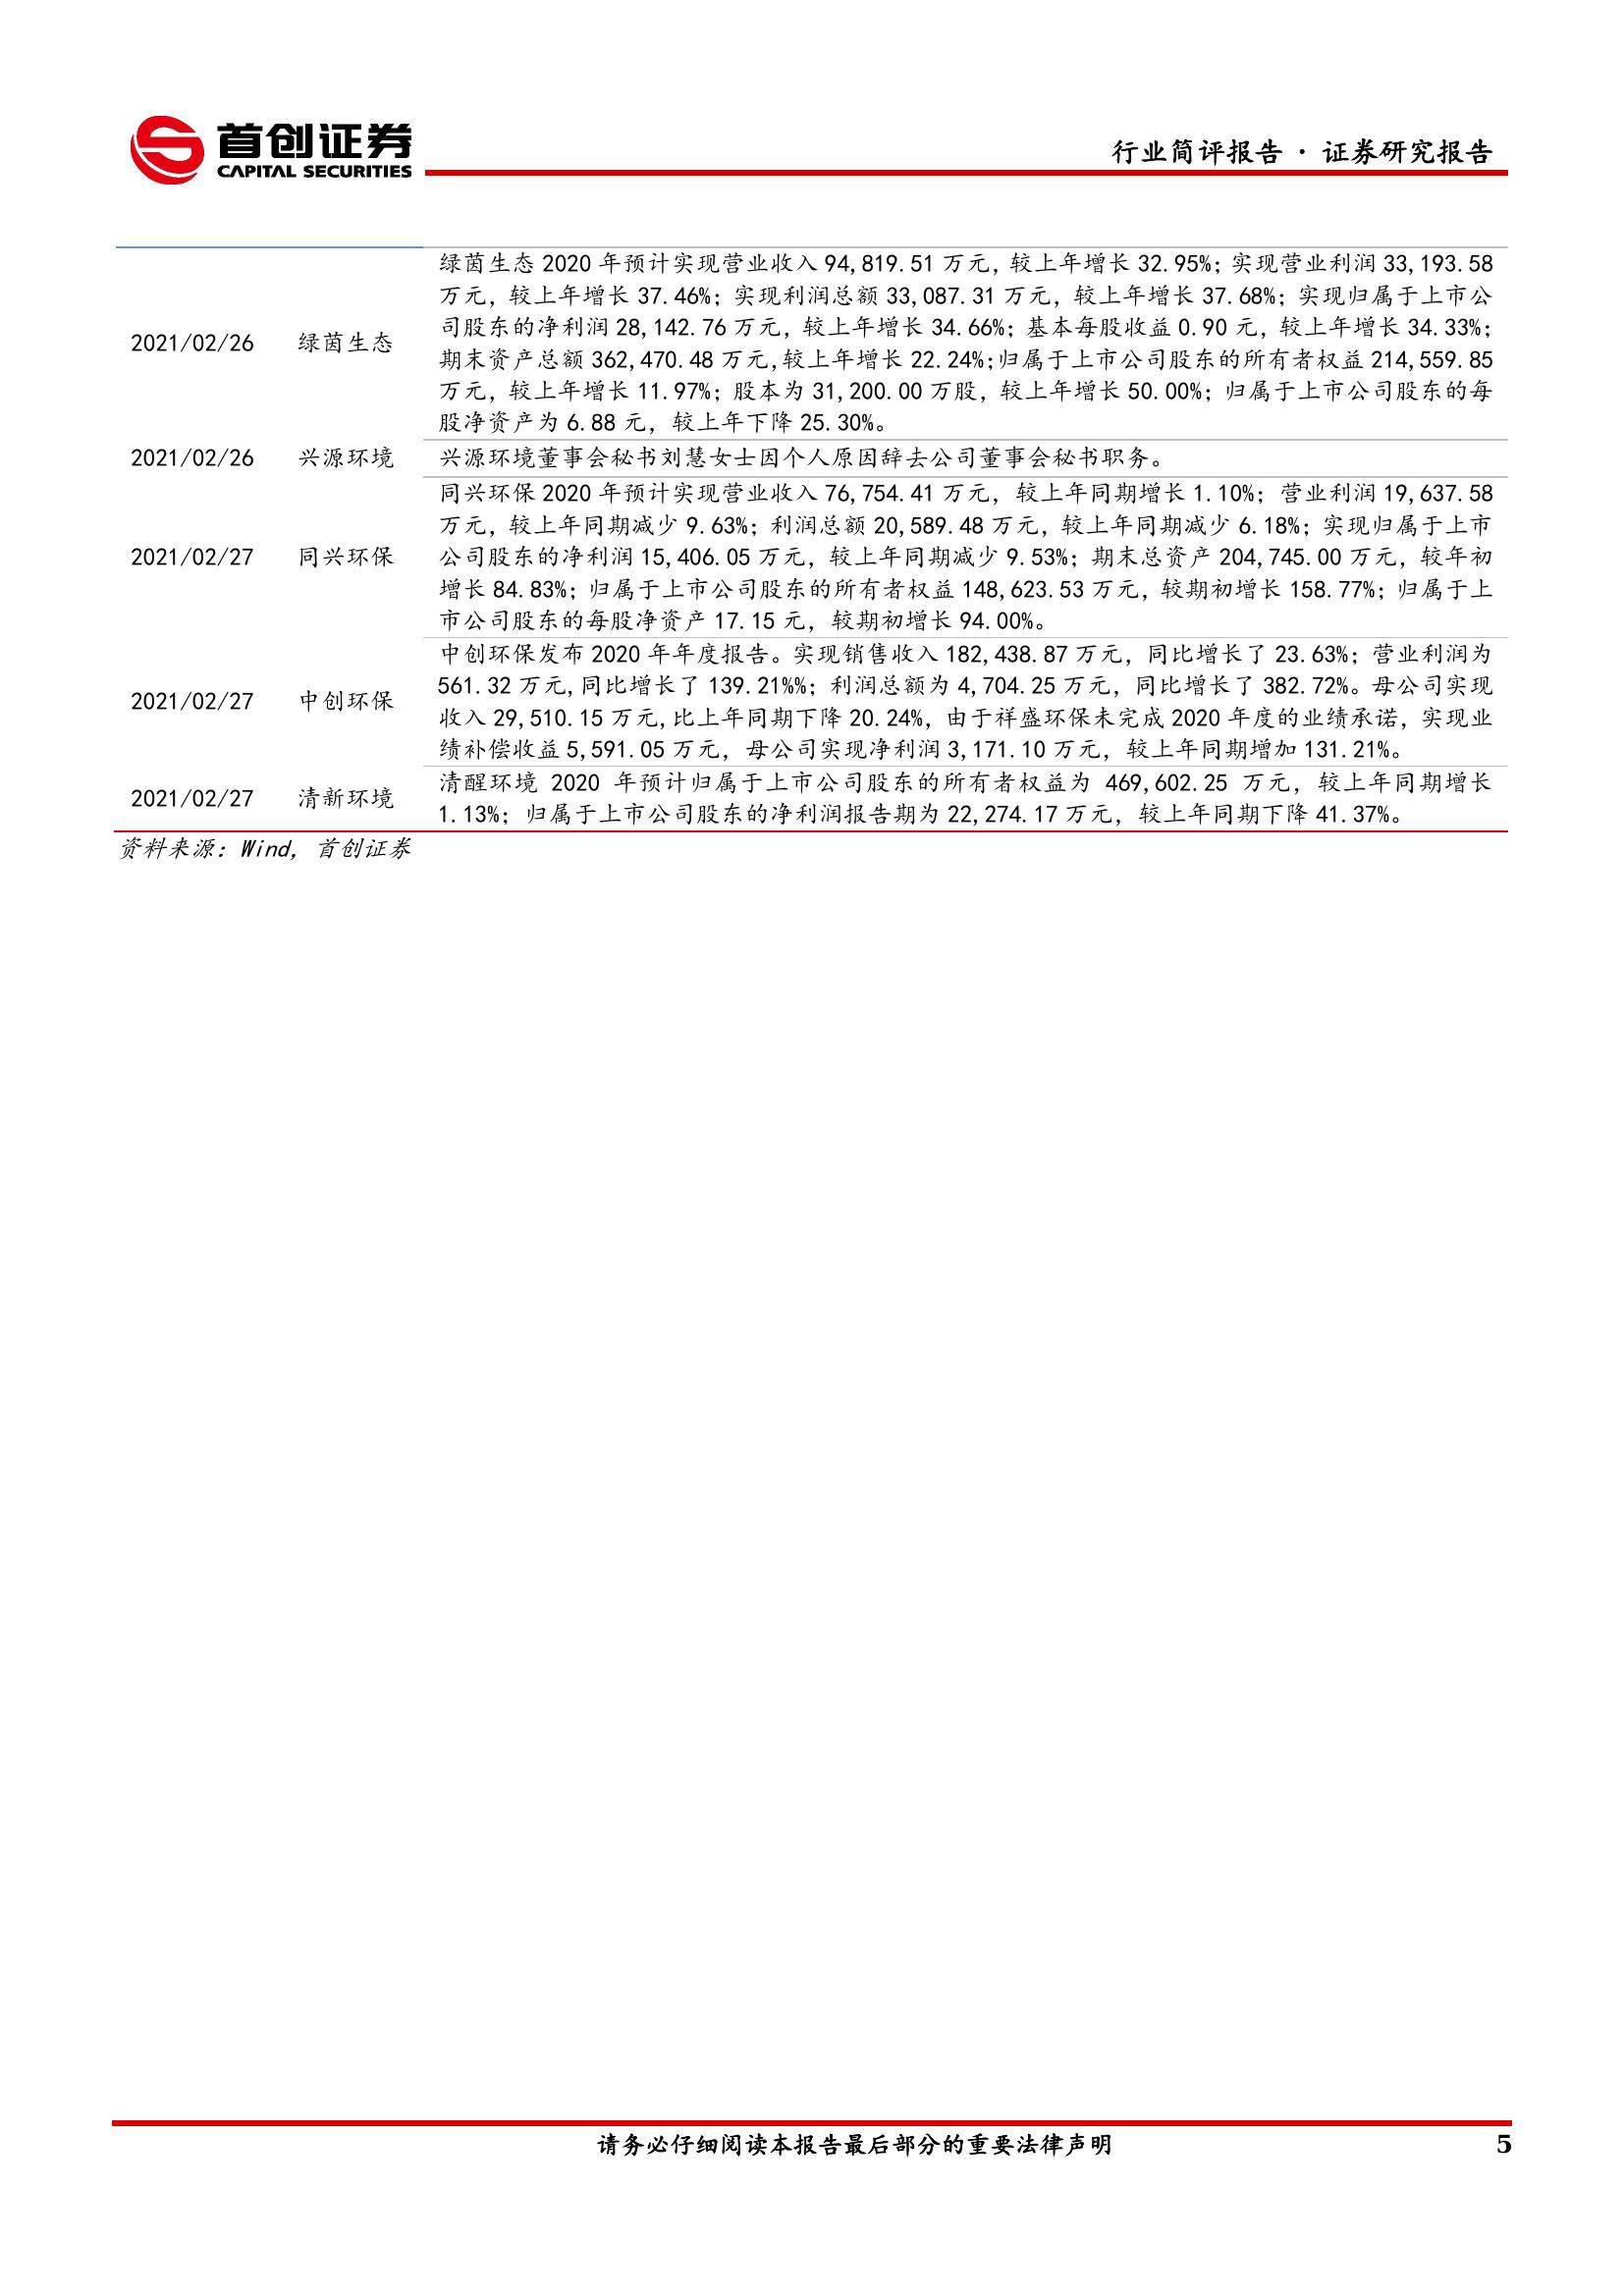 首创证券
CAPITAL SECURITIES
行业简评报告 · 证券研究报告
绿茵生态 2020 年预计实现营业收入 94,819.51 万元，较上年增长 32.95%；实现营业利润 33,193.58
万元，较上年增长 37.46%；实现利润总额 33,087.31 万元，较上年增长 37.68%；实现归属于上市公
司股东的净利润 28,142.76 万元，较上年增长 34.66%；基本每股收益 0.90 元，较上年增长 34.33%；
2021/02/26 绿茵生态
期末资产总额 362,470.48 万元,较上年增长 22.24%;归属于上市公司股东的所有者权益 214,559.85
万元，较上年增长 11.97%；股本为 31,200.00 万股，较上年增长 50.00%；归属于上市公司股东的每
股净资产为 6.88 元，较上年下降 25.30%。
2021/02/26 兴源环境 兴源环境董事会秘书刘慧女士因个人原因辞去公司董事会秘书职务。
同兴环保 2020 年预计实现营业收入 76,754.41 万元，较上年同期增长 1.10%；营业利润 19,637.58
万元，较上年同期减少 9.63%；利润总额 20,589.48 万元，较上年同期减少 6.18%；实现归属于上市
2021/02/27 同兴环保 公司股东的净利润 15,406.05 万元，较上年同期减少 9.53%；期末总资产 204,745.00 万元，较年初
增长 84.83%；归属于上市公司股东的所有者权益 148,623.53 万元，较期初增长 158.77%；归属于上
市公司股东的每股净资产 17.15 元，较期初增长 94.00%。
中创环保发布 2020 年年度报告。实现销售收入 182,438.87 万元，同比增长了 23.63%；营业利润为
561.32 万元,同比增长了 139.21%%；利润总额为 4,704.25 万元，同比增长了 382.72%。母公司实现
2021/02/27 中创环保
收入 29,510.15 万元,比上年同期下降 20.24%，由于祥盛环保未完成 2020 年度的业绩承诺，实现业
绩补偿收益 5,591.05 万元，母公司实现净利润 3,171.10 万元，较上年同期增加 131.21%。
2021/02/27 清新环境
清醒环境 2020 年预计归属于上市公司股东的所有者权益为 469,602.25 万元，较上年同期增长
1.13%；归属于上市公司股东的净利润报告期为 22,274.17 万元，较上年同期下降 41.37%。
资料来源：Wind，首创证券
请务必仔细阅读本报告最后部分的重要法律声明 5